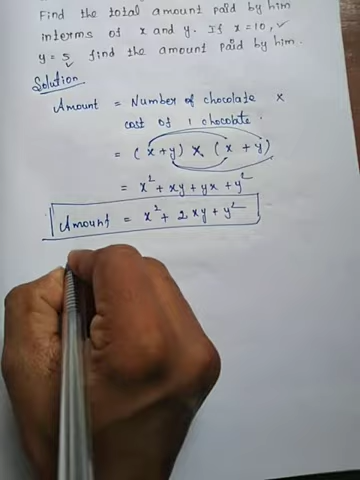 Find the total amount paid by him
interms of x and y. If x = 10, ✓
y = 5 find the amount paid by him.
Solution
Amount = Number of chocolate ×
cost of 1 chocolate.
= (x + y) × (x + y)
= x² + xy + yx + y²
Amount = x² + 2xy + y²